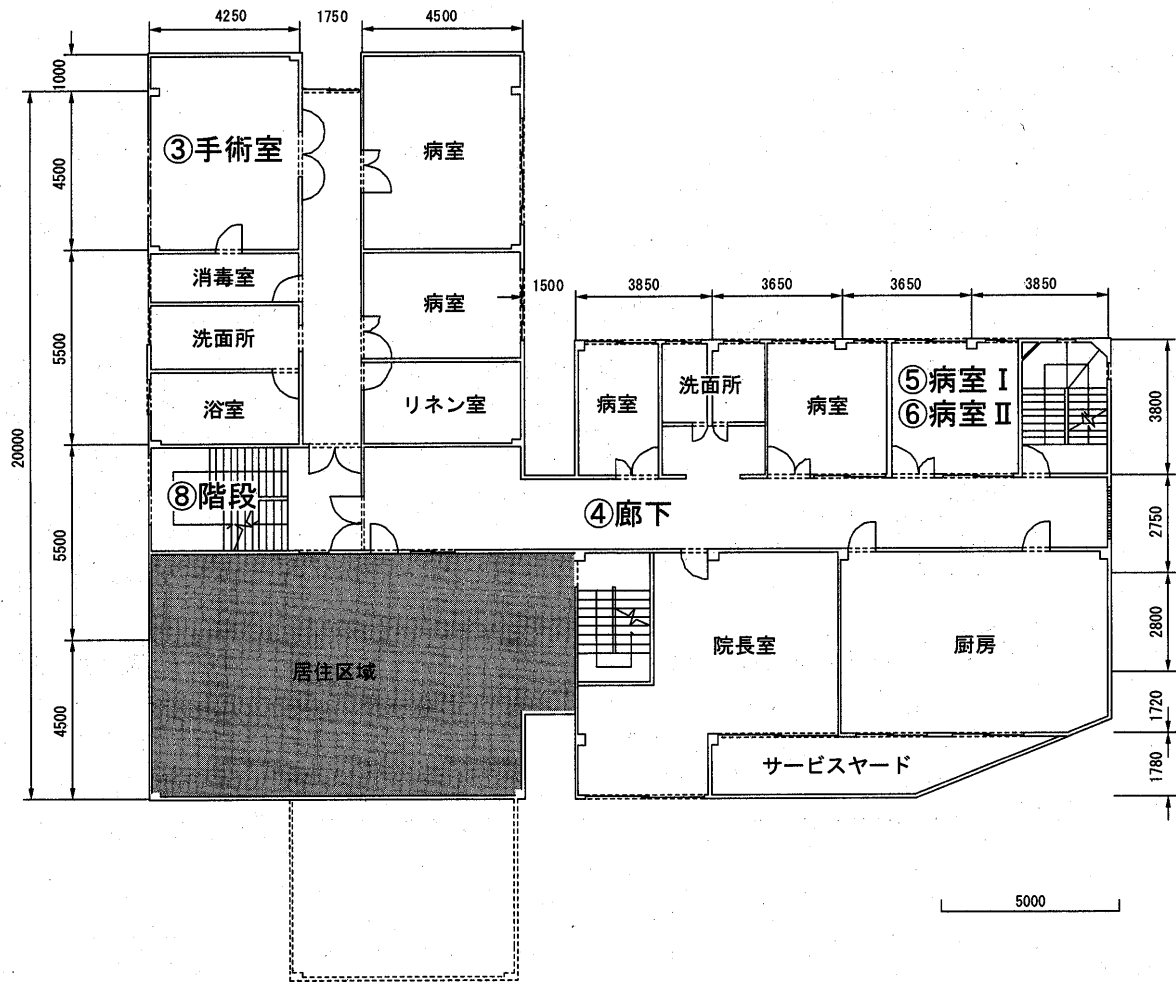 4250
1750
4500
1000
4500
5500
20000
5500
4500
③手術室
病室
消毒室
洗面所
浴室
病室
リネン室
1500
3850
3650
3650
3850
病室
洗面所
病室
⑤病室Ⅰ
⑥病室Ⅱ
3800
2750
2800
1720
1780
⑧階段
④廊下
居住区域
院長室
厨房
サービスヤード
5000